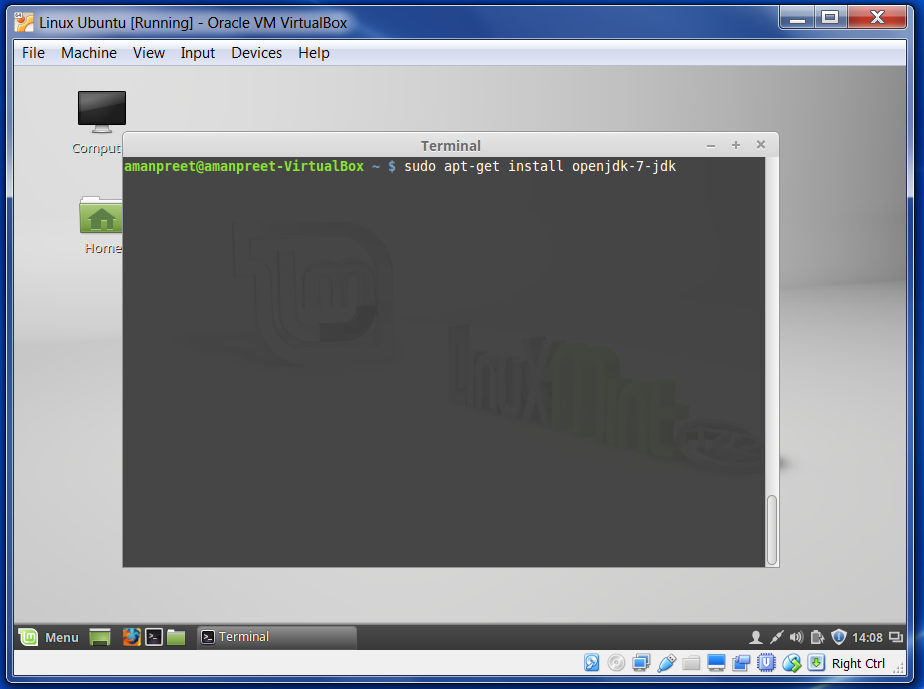 Linux Ubuntu [Running] - Oracle VM VirtualBox
File Machine View Input Devices Help
Comput
Terminal
amanpreet@amanpreet-VirtualBox ~ $ sudo apt-get install openjdk-7-jdk
Home
LinuxMint
Menu
Terminal
14:08
Right Ctrl